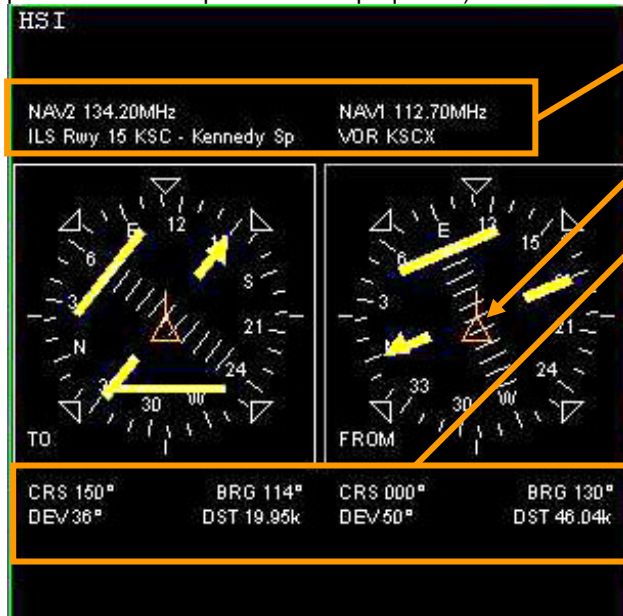 HSI
NAV2 134.20MHz
ILS Rwy 15 KSC - Kennedy Sp
NAV1 112.70MHz
VOR KSCX
E 12
6 S
3 21
N 24
30 W
TO
E 15
6
3 21
33 24
30 W
FROM
CRS 150° BRG 114°
DEV 36° DST 19.95k
CRS 000° BRG 130°
DEV 50° DST 46.04k